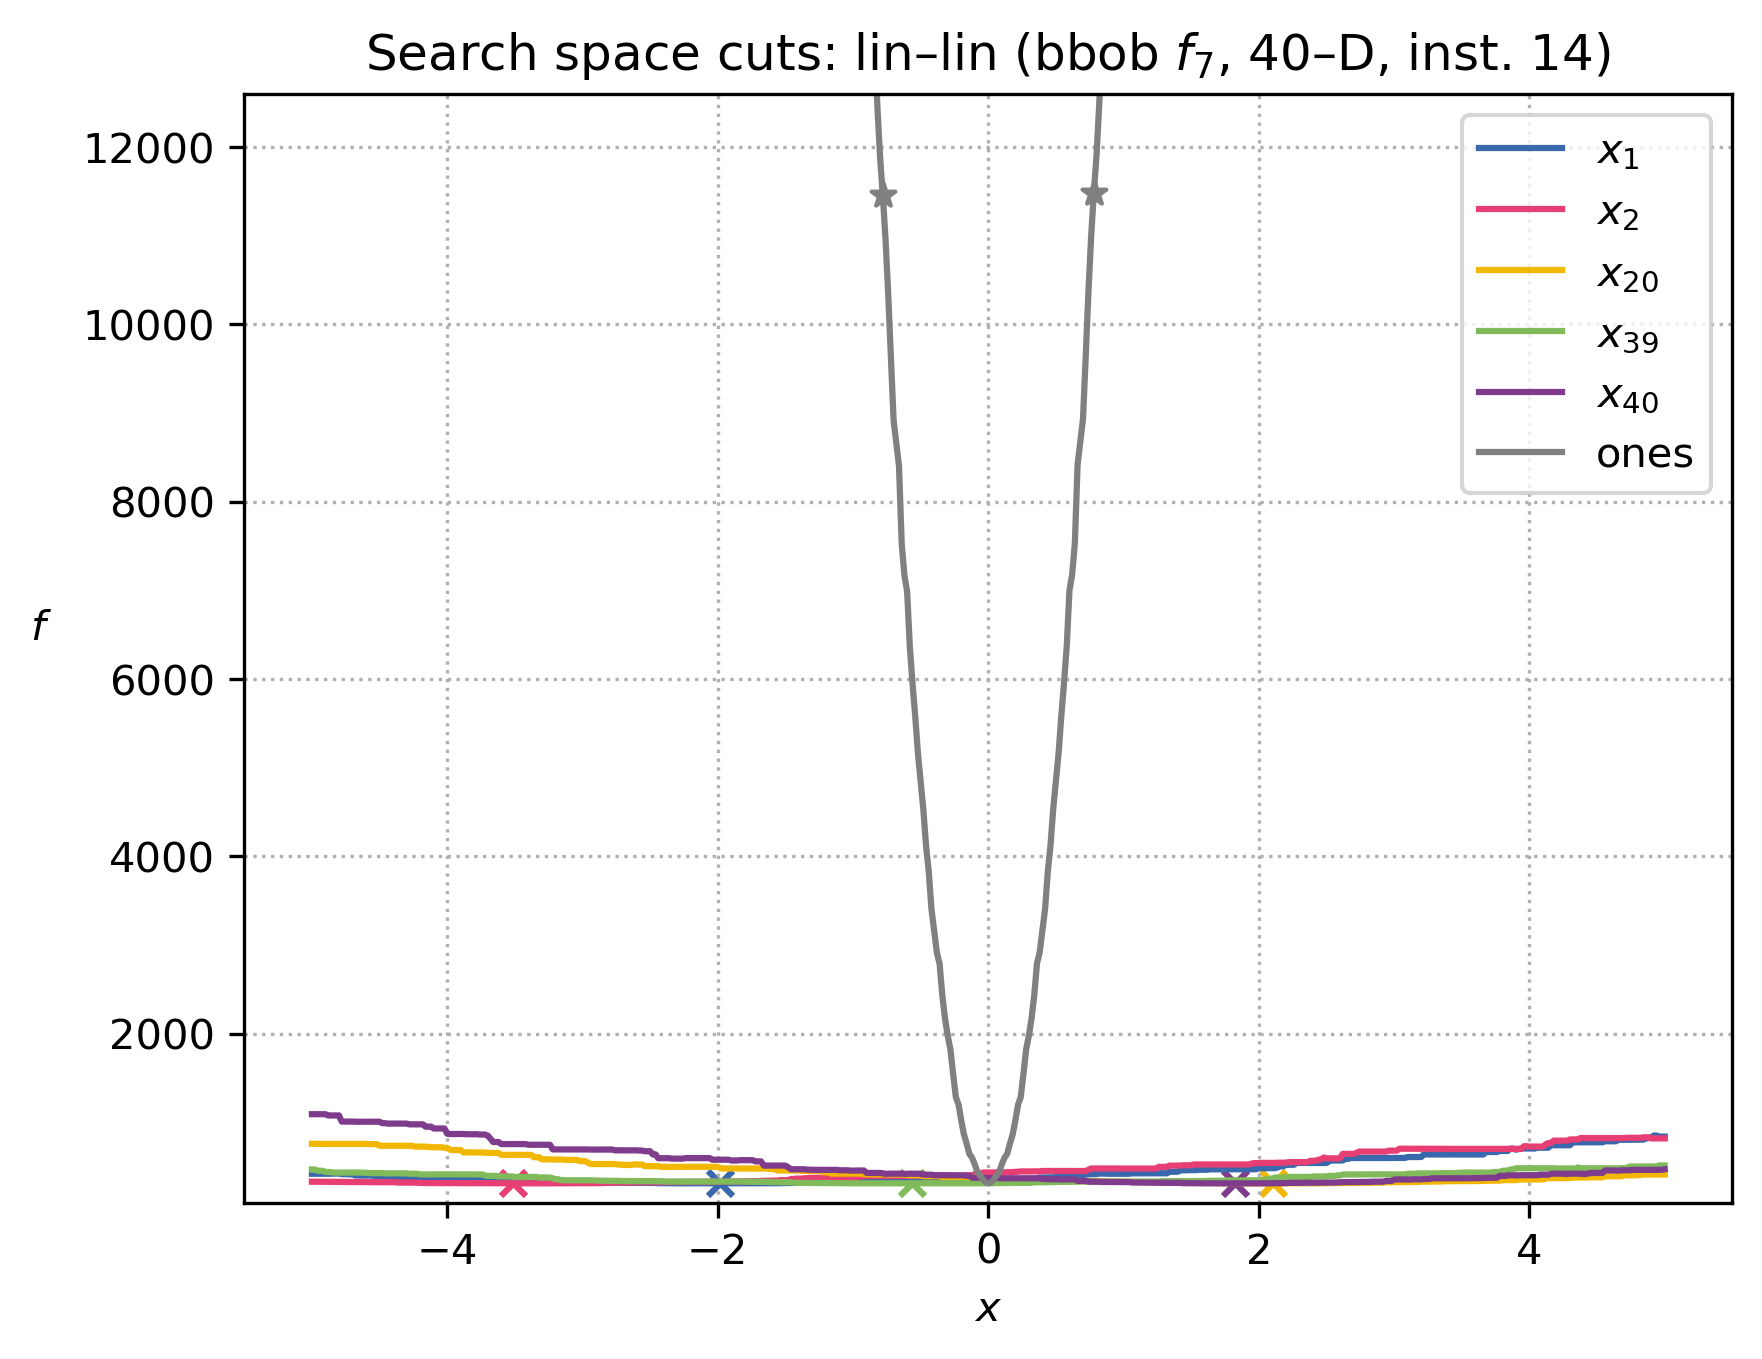 Search space cuts: lin–lin (bbob f7, 40–D, inst. 14)
12000
10000
8000
6000
4000
2000
f
−4
−2
0
2
4
x
x1
x2
x20
x39
x40
ones